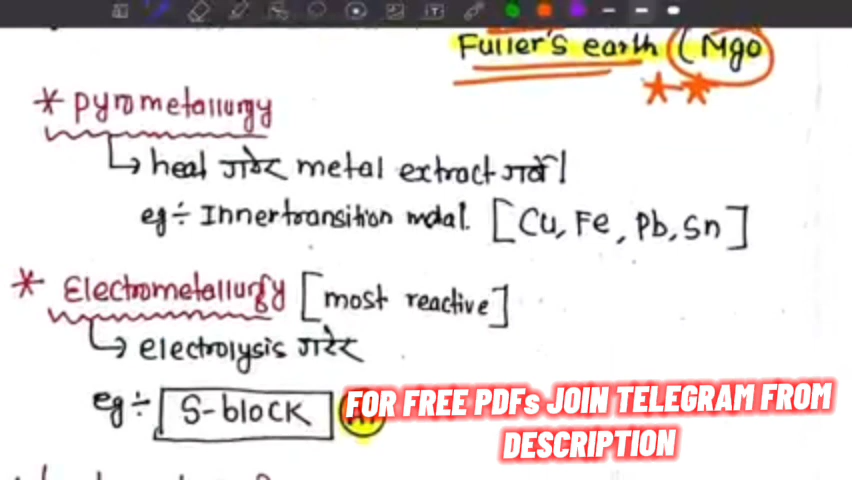 Fuller's earth (Mgo
* Pyrometallurgy
↳ heat गरेर metal extract गर्ने।
eg ÷ Innertransition metal. [Cu, Fe, Pb, Sn]
* Electrometallurgy [most reactive]
↳ electrolysis गरेर
eg ÷ S-block
FOR FREE PDFs JOIN TELEGRAM FROM
DESCRIPTION